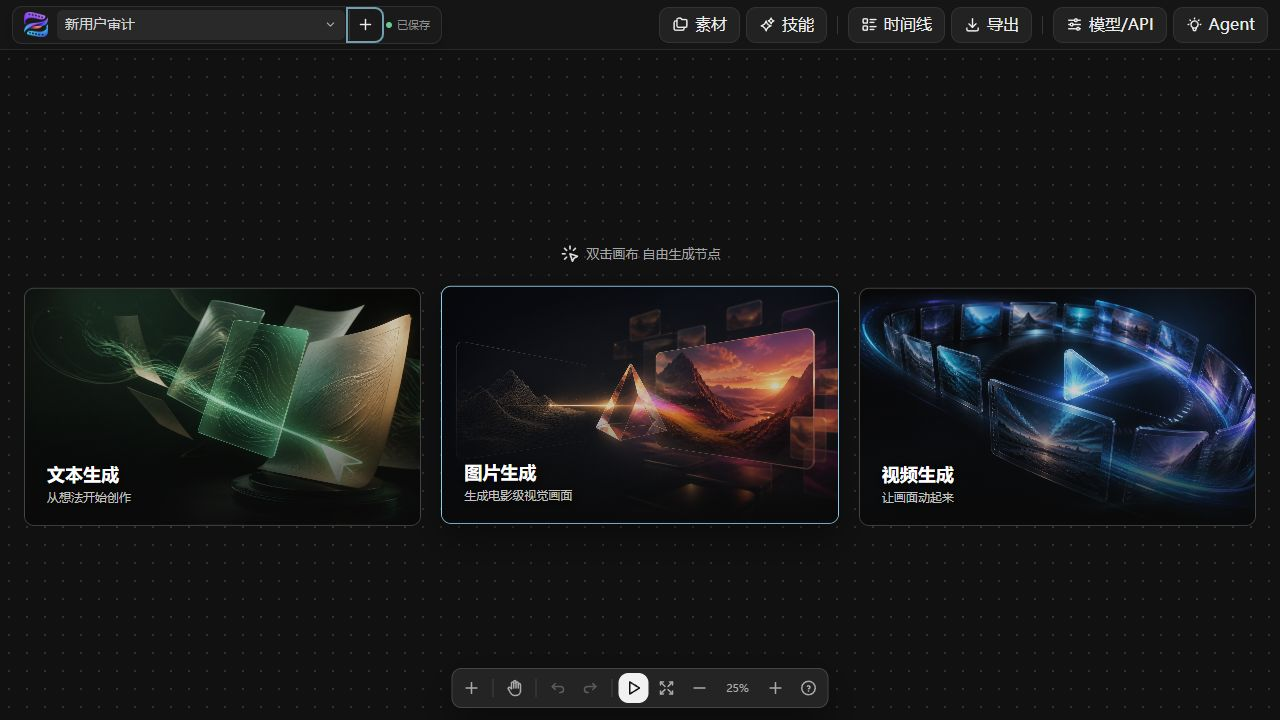 新用户审计
已保存
素材
技能
时间线
导出
模型/API
Agent
双击画布 自由生成节点
文本生成
从想法开始创作
图片生成
生成电影级视觉画面
视频生成
让画面动起来
25%